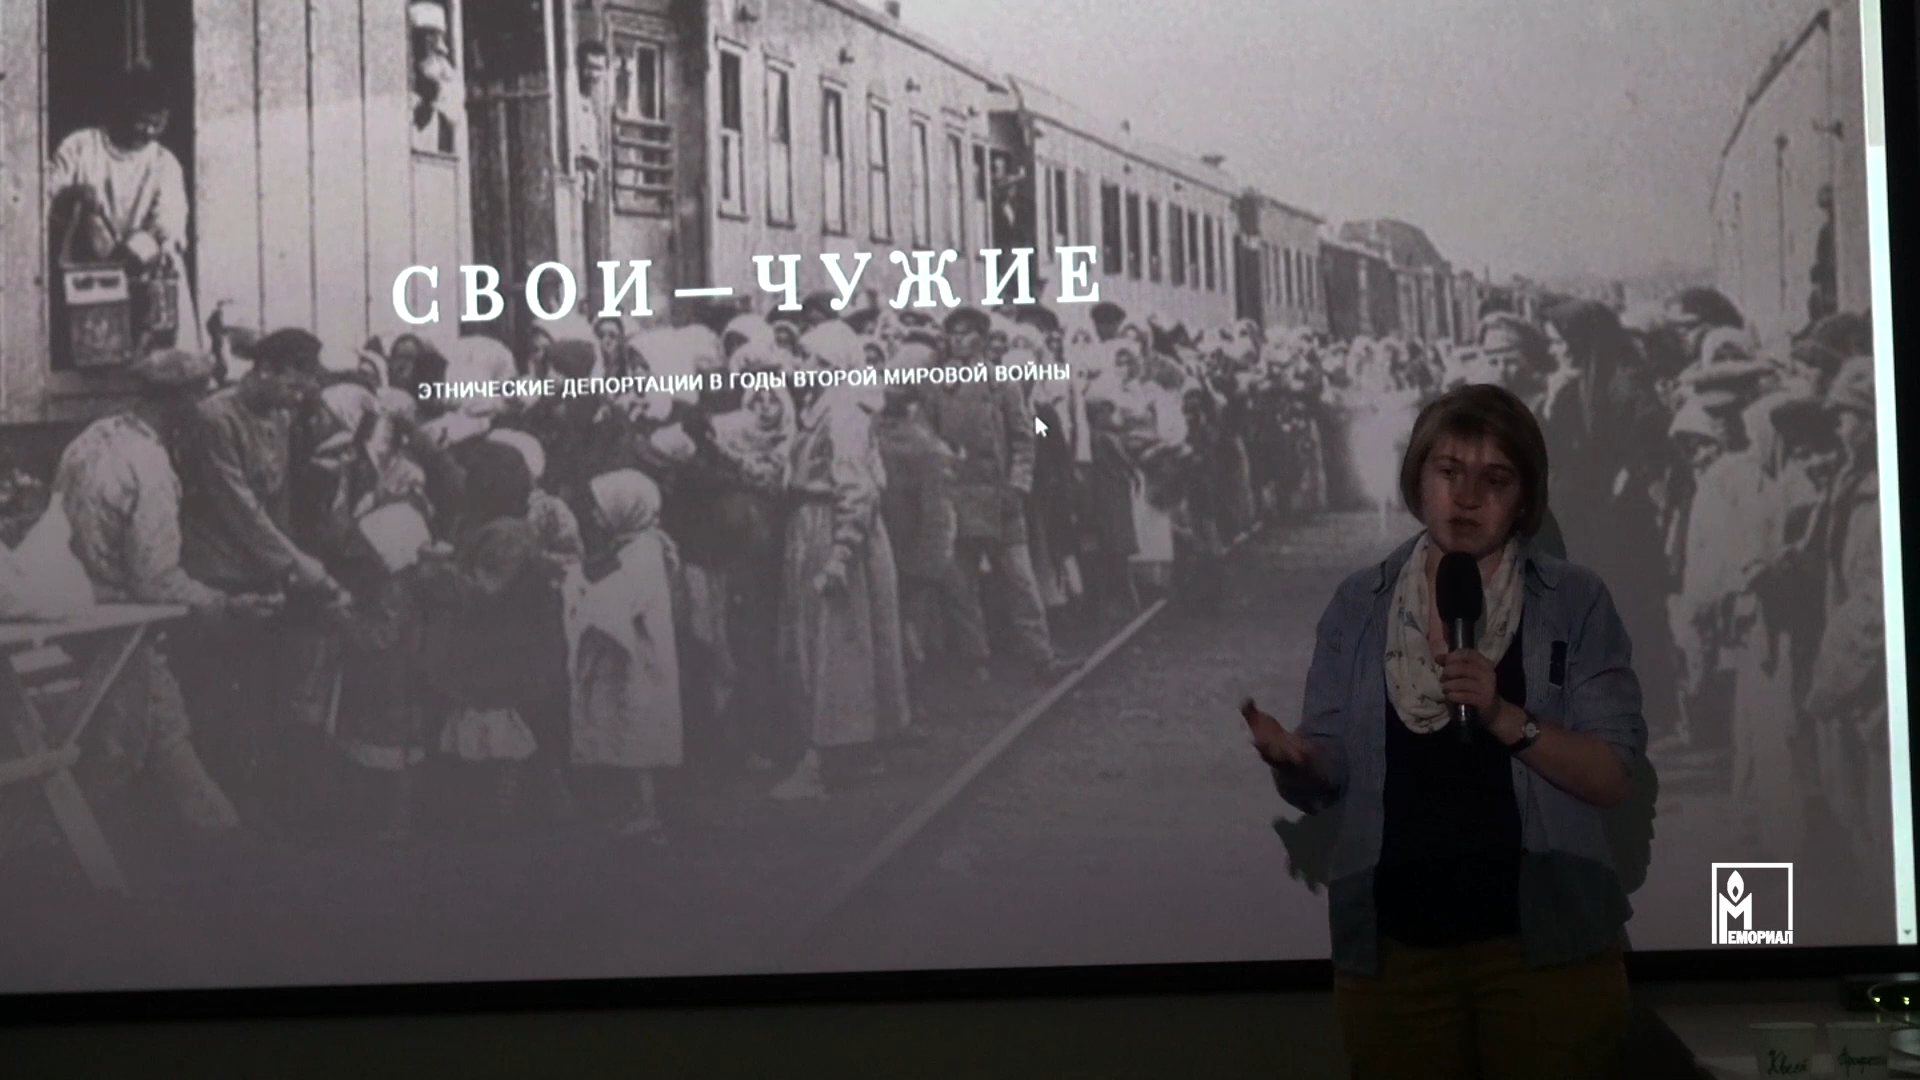 СВОИ — ЧУЖИЕ
ЭТНИЧЕСКИЕ ДЕПОРТАЦИИ В ГОДЫ ВТОРОЙ МИРОВОЙ ВОЙНЫ
МЕМОРИАЛ